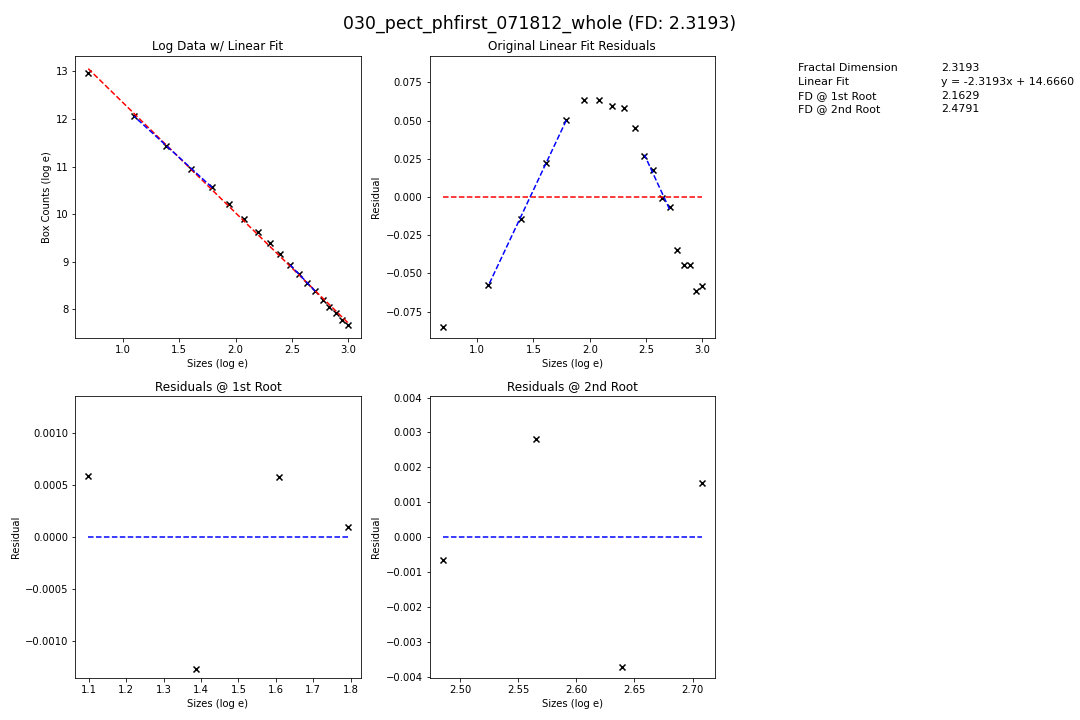 030_pect_phfirst_071812_whole (FD: 2.3193)
Log Data w/ Linear Fit
Box Counts (log e)
13
12
11
10
9
8
1.0 1.5 2.0 2.5 3.0
Sizes (log e)
Original Linear Fit Residuals
Residual
0.075
0.050
0.025
0.000
−0.025
−0.050
−0.075
1.0 1.5 2.0 2.5 3.0
Sizes (log e)
Fractal Dimension 2.3193
Linear Fit y = -2.3193x + 14.6660
FD @ 1st Root 2.1629
FD @ 2nd Root 2.4791
Residuals @ 1st Root
Residual
0.0010
0.0005
0.0000
−0.0005
−0.0010
1.1 1.2 1.3 1.4 1.5 1.6 1.7 1.8
Sizes (log e)
Residuals @ 2nd Root
Residual
0.004
0.003
0.002
0.001
0.000
−0.001
−0.002
−0.003
−0.004
2.50 2.55 2.60 2.65 2.70
Sizes (log e)